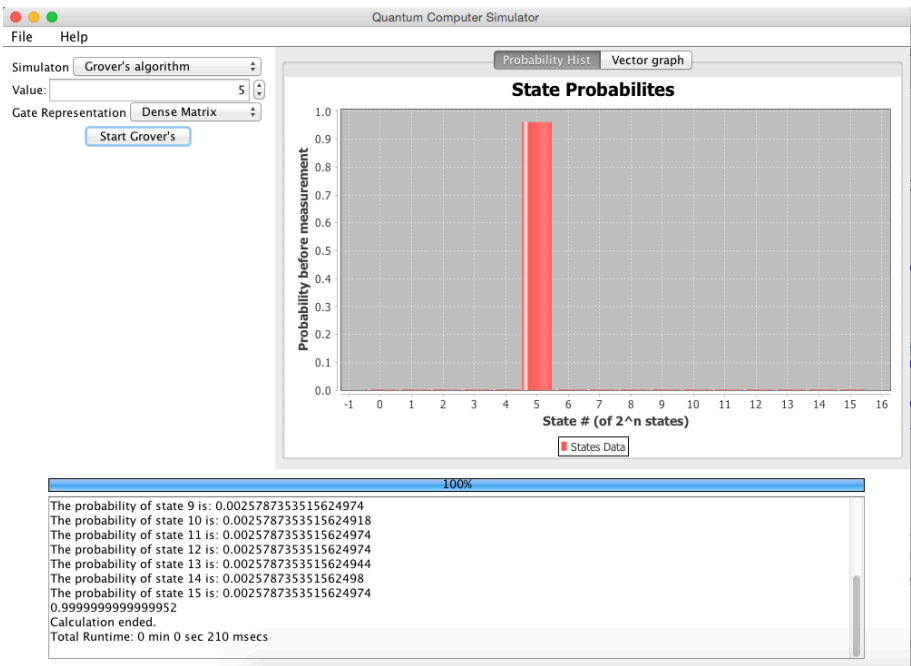 Quantum Computer Simulator
File Help
Simulaton Grover's algorithm
Value: 5
Gate Representation Dense Matrix
Start Grover's
Probability Hist Vector graph
State Probabilites
Probability before measurement
1.0
0.9
0.8
0.7
0.6
0.5
0.4
0.3
0.2
0.1
0.0
-1 0 1 2 3 4 5 6 7 8 9 10 11 12 13 14 15 16
State # (of 2^n states)
States Data
100%
The probability of state 9 is: 0.0025787353515624974
The probability of state 10 is: 0.0025787353515624918
The probability of state 11 is: 0.0025787353515624974
The probability of state 12 is: 0.0025787353515624974
The probability of state 13 is: 0.0025787353515624944
The probability of state 14 is: 0.002578735351562498
The probability of state 15 is: 0.0025787353515624974
0.9999999999999952
Calculation ended.
Total Runtime: 0 min 0 sec 210 msecs